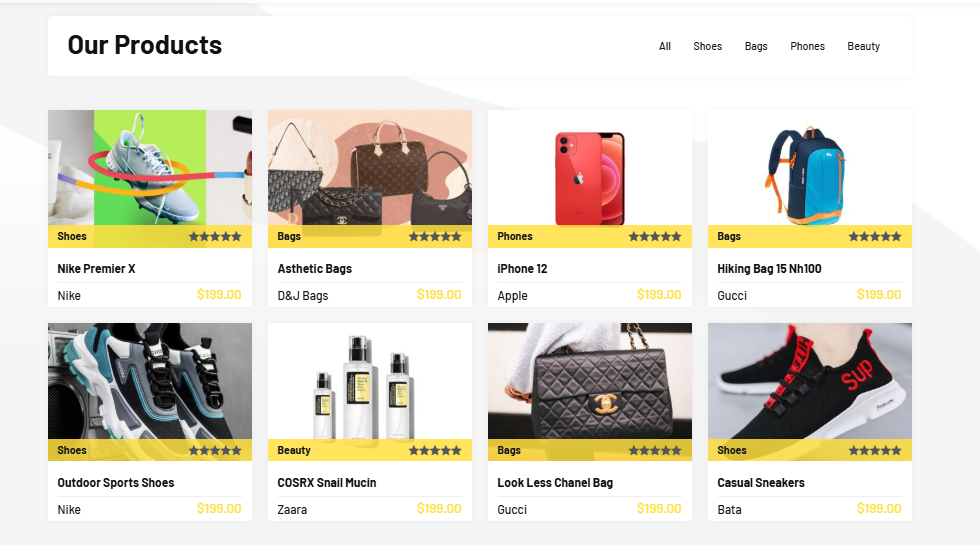 Our Products
All Shoes Bags Phones Beauty
Shoes
Nike Premier X
Nike $199.00
Bags
Asthetic Bags
D&J Bags $199.00
Phones
iPhone 12
Apple $199.00
Bags
Hiking Bag 15 Nh100
Gucci $199.00
Shoes
Outdoor Sports Shoes
Nike $199.00
Beauty
COSRX Snail Mucin
Zaara $199.00
Bags
Look Less Chanel Bag
Gucci $199.00
Sup
Shoes
Casual Sneakers
Bata $199.00